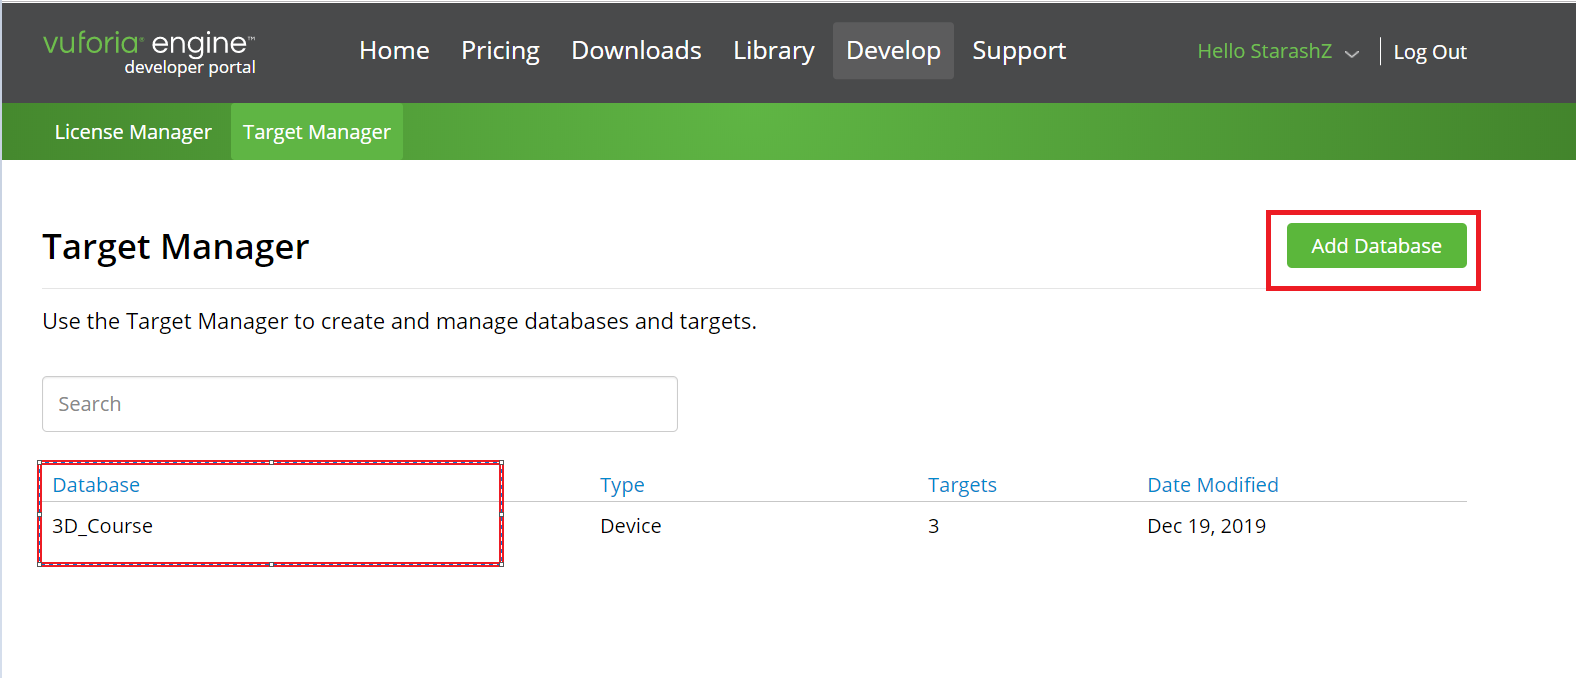 vuforia® engine™
developer portal
Home Pricing Downloads Library Develop Support Hello StarashZ Log Out
License Manager Target Manager
Target Manager Add Database
Use the Target Manager to create and manage databases and targets.
Search
Database Type Targets Date Modified
3D_Course Device 3 Dec 19, 2019